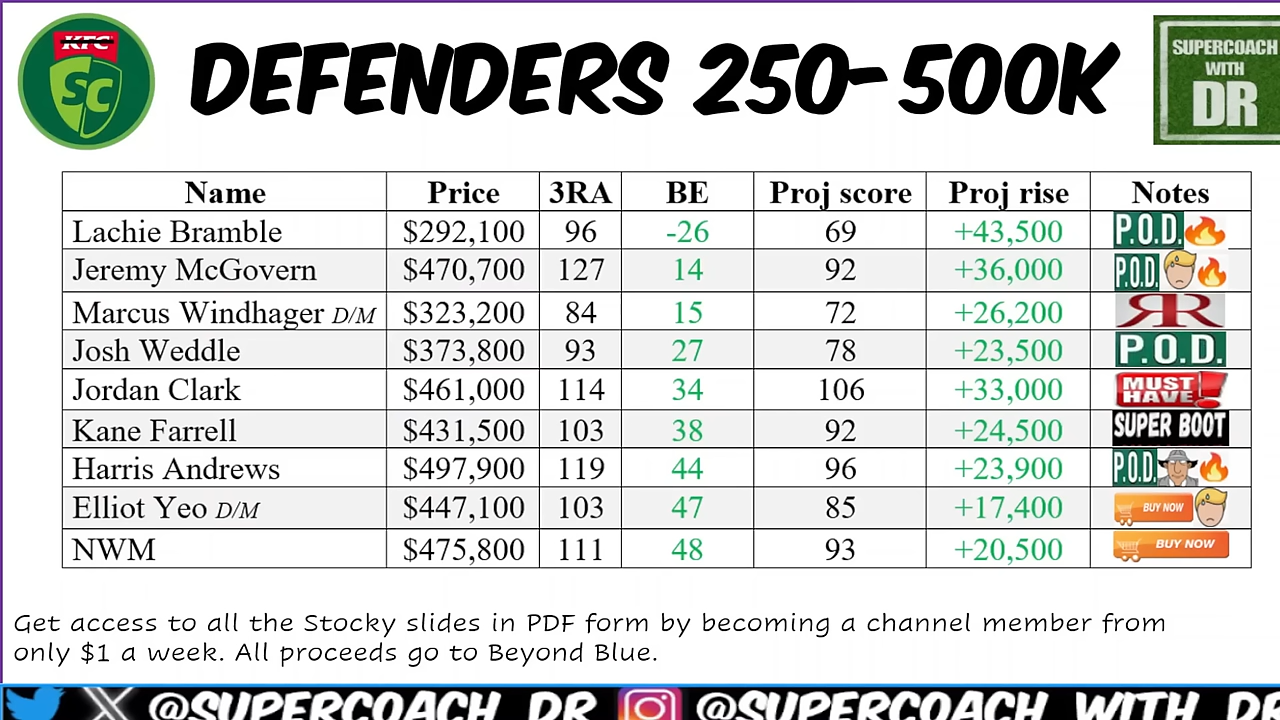 KFC
SC
DEFENDERS 250-500K
SUPERCOACH
WITH
DR
Name Price 3RA BE Proj score Proj rise Notes
Lachie Bramble $292,100 96 -26 69 +43,500 P.O.D.
Jeremy McGovern $470,700 127 14 92 +36,000 P.O.D.
Marcus Windhager D/M $323,200 84 15 72 +26,200 RR
Josh Weddle $373,800 93 27 78 +23,500 P.O.D.
Jordan Clark $461,000 114 34 106 +33,000 MUST HAVE!
Kane Farrell $431,500 103 38 92 +24,500 SUPER BOOT
Harris Andrews $497,900 119 44 96 +23,900 P.O.D.
Elliot Yeo D/M $447,100 103 47 85 +17,400 BUY NOW
NWM $475,800 111 48 93 +20,500 BUY NOW
Get access to all the Stocky slides in PDF form by becoming a channel member from
only $1 a week. All proceeds go to Beyond Blue.
@SUPERCOACH_DR @SUPERCOACH_WITH_DR